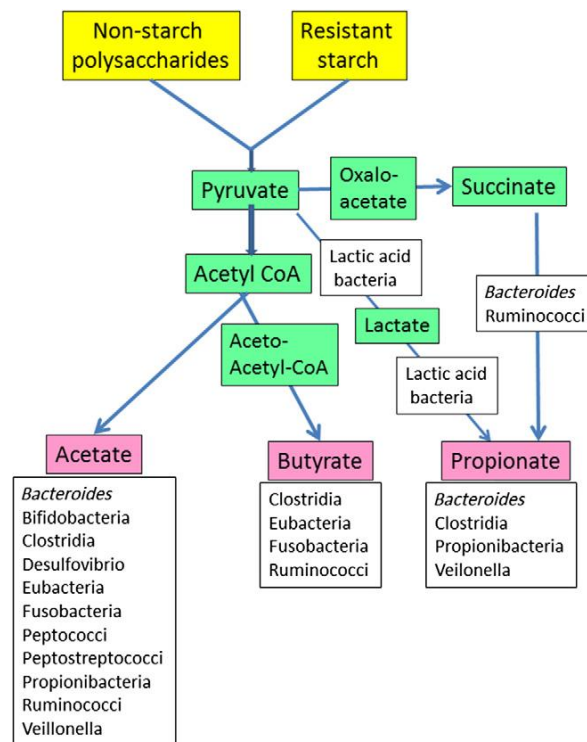 Non-starch
polysaccharides
Resistant
starch
Pyruvate
Oxalo-
acetate
Succinate
Lactic acid
bacteria
Acetyl CoA
Bacteroides
Ruminococci
Lactate
Aceto-
Acetyl-CoA
Lactic acid
bacteria
Acetate
Bacteroides
Bifidobacteria
Clostridia
Desulfovibrio
Eubacteria
Fusobacteria
Peptococci
Peptostreptococci
Propionibacteria
Ruminococci
Veillonella
Butyrate
Clostridia
Eubacteria
Fusobacteria
Ruminococci
Propionate
Bacteroides
Clostridia
Propionibacteria
Veilonella